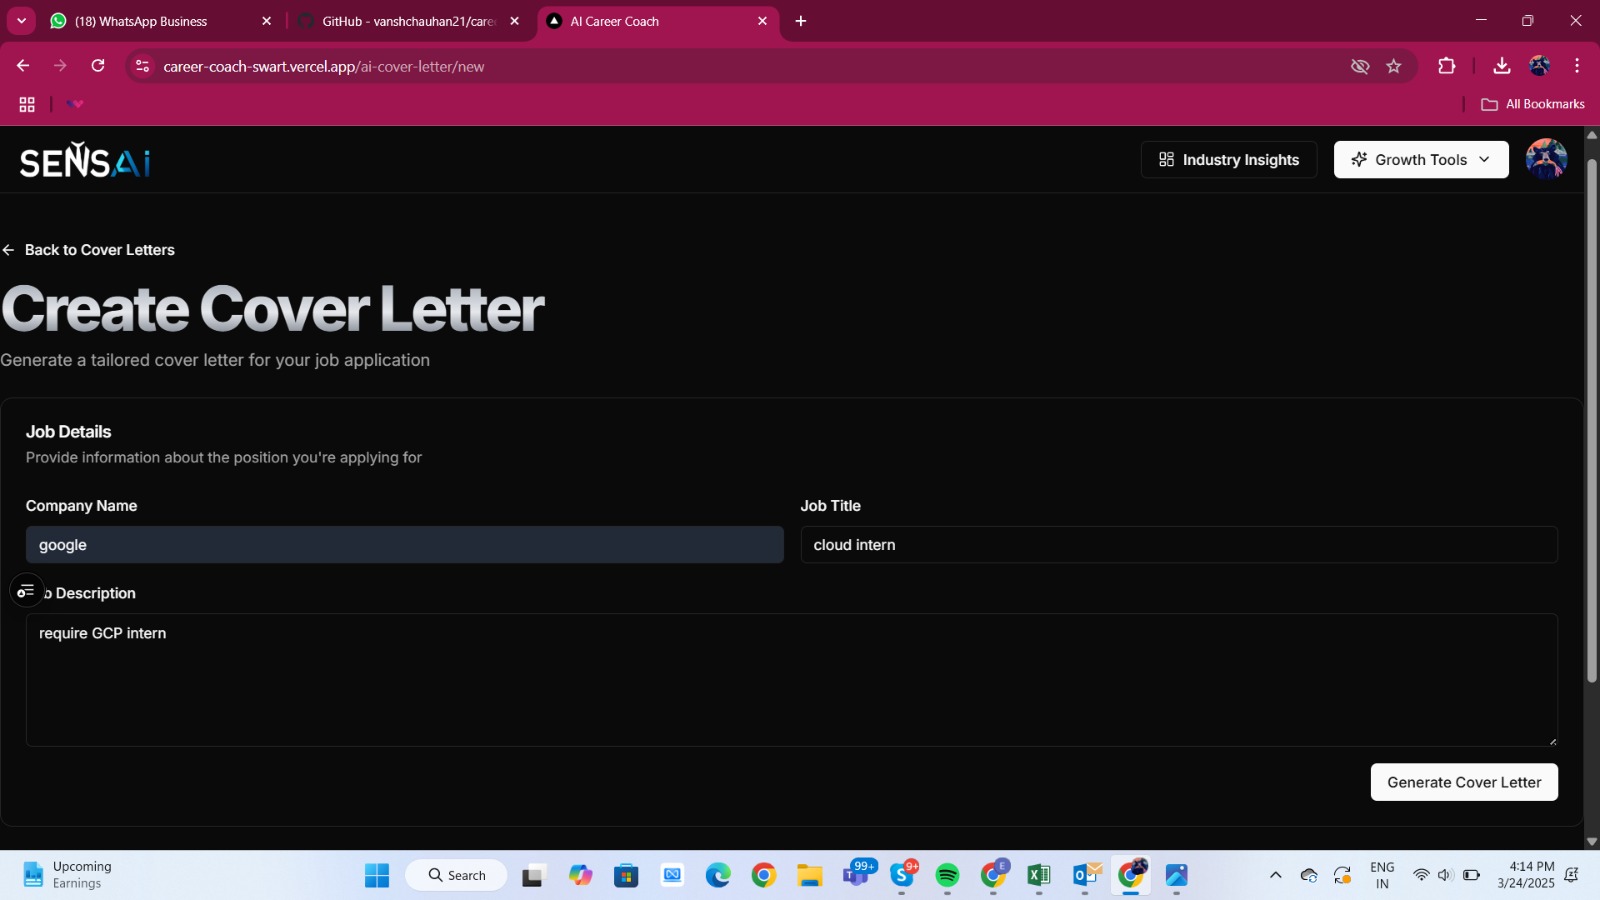 (18) WhatsApp Business
GitHub - vanshchauhan21/caree
AI Career Coach
career-coach-swart.vercel.app/ai-cover-letter/new
All Bookmarks
SENSAi
Industry Insights
Growth Tools
Back to Cover Letters
Create Cover Letter
Generate a tailored cover letter for your job application
Job Details
Provide information about the position you're applying for
Company Name
Job Title
google
cloud intern
b Description
require GCP intern
Generate Cover Letter
Upcoming
Earnings
Search
99+
9+
E
ENG
IN
4:14 PM
3/24/2025